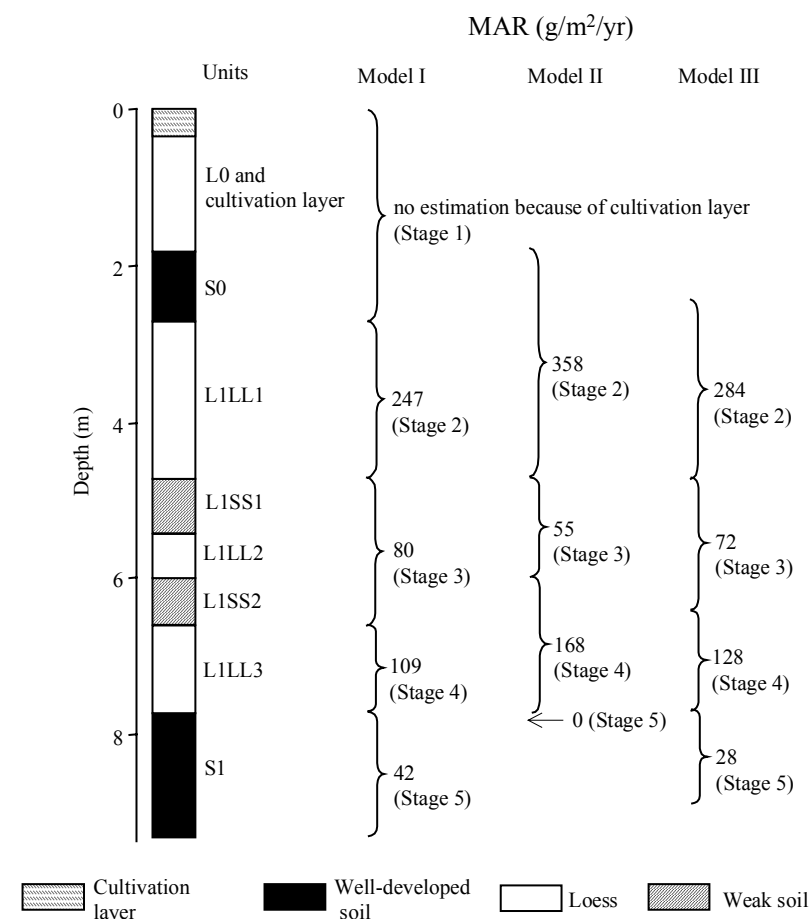 MAR (g/m²/yr)
Units
Model I
Model II
Model III
0
2
4
6
8
Depth (m)
L0 and
cultivation layer
S0
L1LL1
L1SS1
L1LL2
L1SS2
L1LL3
S1
no estimation because of cultivation layer
(Stage 1)
247
(Stage 2)
80
(Stage 3)
109
(Stage 4)
42
(Stage 5)
358
(Stage 2)
55
(Stage 3)
168
(Stage 4)
0 (Stage 5)
284
(Stage 2)
72
(Stage 3)
128
(Stage 4)
28
(Stage 5)
Cultivation
layer
Well-developed
soil
Loess
Weak soil